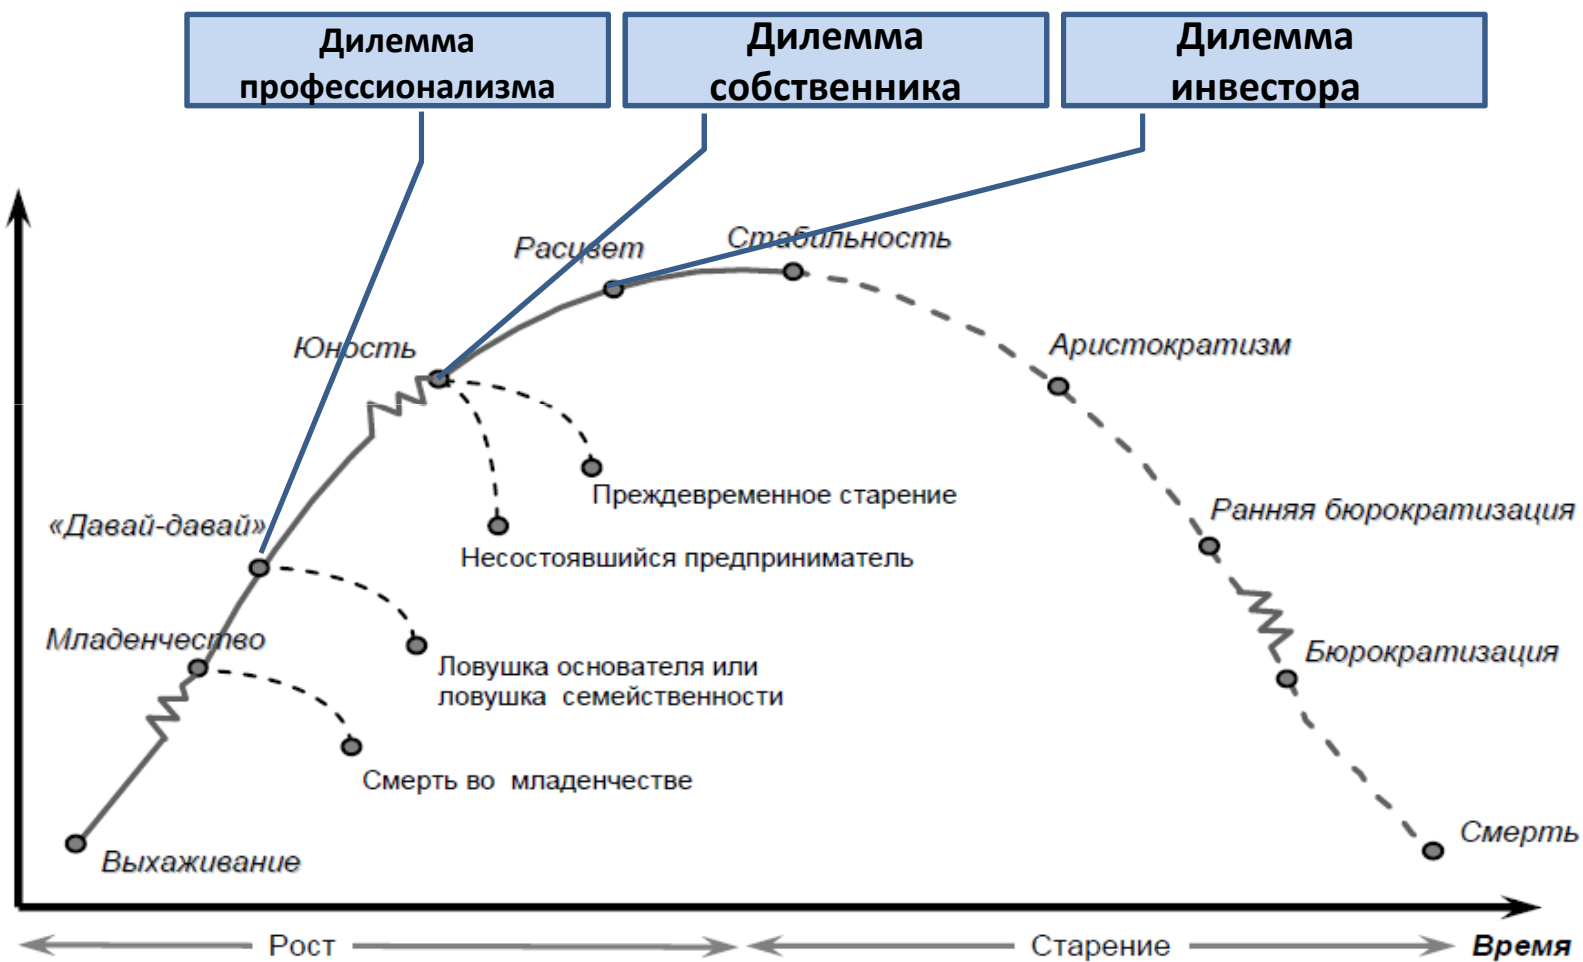 Дилемма
профессионализма
Дилемма
собственника
Дилемма
инвестора
Расцвет
Стабильность
Юность
Аристократизм
Преждевременное старение
«Давай-давай»
Ранняя бюрократизация
Несостоявшийся предприниматель
Младенчество
Ловушка основателя или
ловушка семейственности
Бюрократизация
Смерть во младенчестве
Выхаживание
Смерть
Рост
Старение
Время